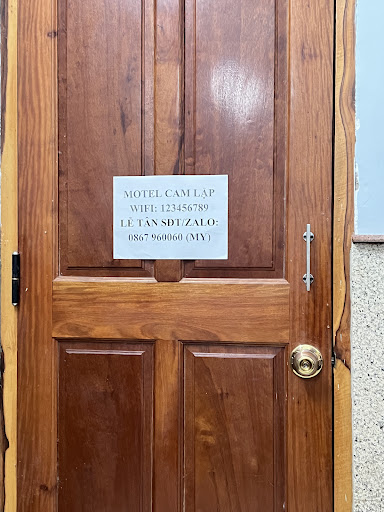 MOTEL CAM LẬP
WIFI: 123456789
LỄ TÂN SĐT/ZALO:
0867 960060 (MY)